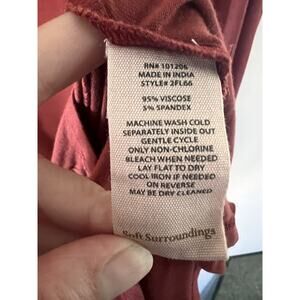 RN# 101206
MADE IN INDIA
STYLE# 2FL66
95% VISCOSE
5% SPANDEX
MACHINE WASH COLD
SEPARATELY INSIDE OUT
GENTLE CYCLE
ONLY NON-CHLORINE
BLEACH WHEN NEEDED
LAY FLAT TO DRY
COOL IRON IF NEEDED
ON REVERSE
MAY BE DRY CLEANED
Soft Surroundings